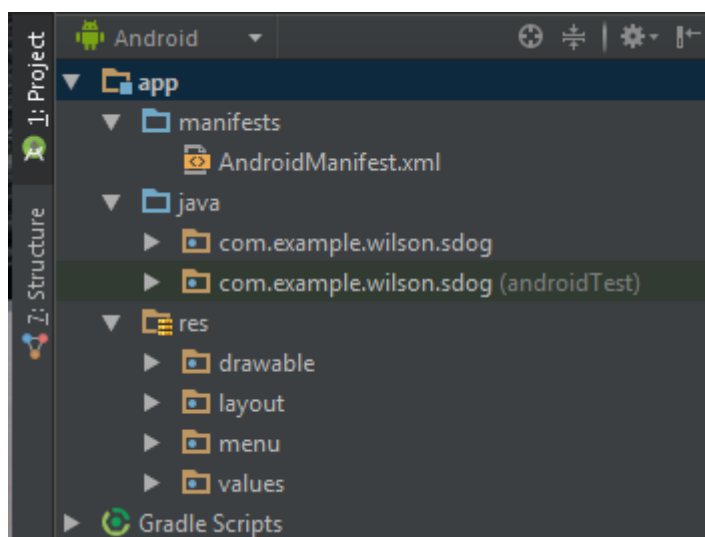 1: Project
7: Structure
Android
app
manifests
AndroidManifest.xml
java
com.example.wilson.sdog
com.example.wilson.sdog (androidTest)
res
drawable
layout
menu
values
Gradle Scripts